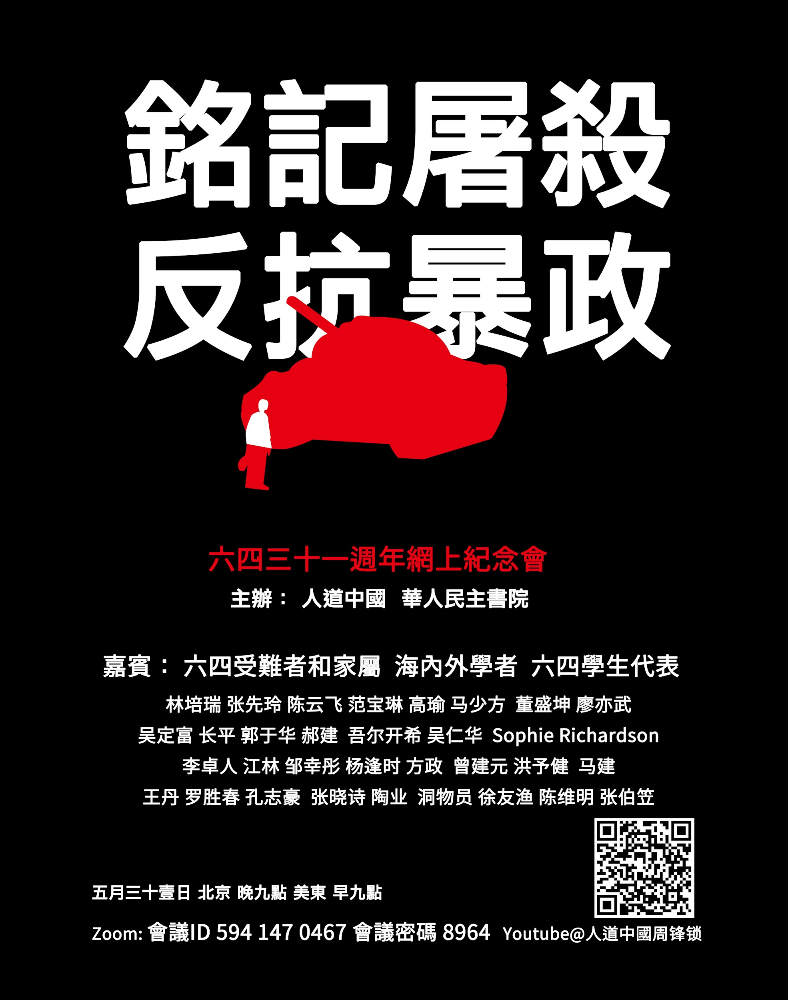 銘記屠殺
反抗暴政
六四三十一週年網上紀念會
主辦： 人道中國 華人民主書院
嘉賓： 六四受難者和家屬 海內外學者 六四學生代表
林培瑞 张先玲 陈云飞 范宝琳 高瑜 马少方 董盛坤 廖亦武
吴定富 长平 郭于华 郝建 吾尔开希 吴仁华 Sophie Richardson
李卓人 江林 邹幸彤 杨逢时 方政 曾建元 洪予健 马建
王丹 罗胜春 孔志豪 张晓诗 陶业 洞物员 徐友渔 陈维明 张伯笠
五月三十壹日 北京 晚九點 美東 早九點
Zoom: 會議ID 594 147 0467 會議密碼 8964 Youtube@人道中國周锋锁